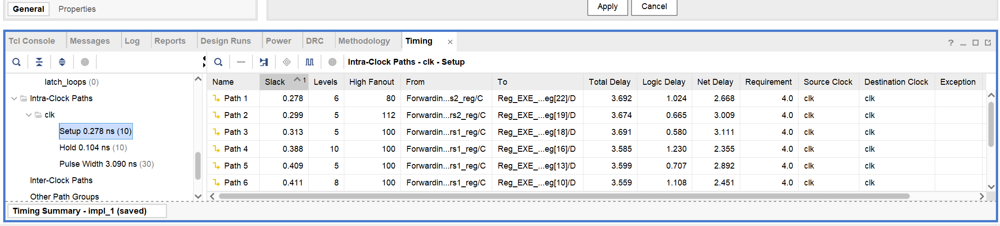 General Properties Apply Cancel
Tcl Console Messages Log Reports Design Runs Power DRC Methodology Timing × ?
Intra-Clock Paths - clk - Setup
latch_loops (0)
Intra-Clock Paths
clk
Setup 0.278 ns (10)
Hold 0.104 ns (10)
Pulse Width 3.090 ns (30)
Inter-Clock Paths
Other Path Groups
Name Slack 1 Levels High Fanout From To Total Delay Logic Delay Net Delay Requirement Source Clock Destination Clock Exception
Path 1 0.278 6 80 Forwardin...s2_reg/C Reg_EXE_...eg[22]/D 3.692 1.024 2.668 4.0 clk clk
Path 2 0.299 5 112 Forwardin...rs2_reg/C Reg_EXE_...eg[19]/D 3.674 0.665 3.009 4.0 clk clk
Path 3 0.313 5 100 Forwardin...rs1_reg/C Reg_EXE_...eg[18]/D 3.691 0.580 3.111 4.0 clk clk
Path 4 0.388 10 100 Forwardin...rs1_reg/C Reg_EXE_...eg[16]/D 3.585 1.230 2.355 4.0 clk clk
Path 5 0.409 5 100 Forwardin...rs1_reg/C Reg_EXE_...eg[13]/D 3.599 0.707 2.892 4.0 clk clk
Path 6 0.411 8 100 Forwardin...rs1_reg/C Reg_EXE_...eg[10]/D 3.559 1.108 2.451 4.0 clk clk
Timing Summary - impl_1 (saved)